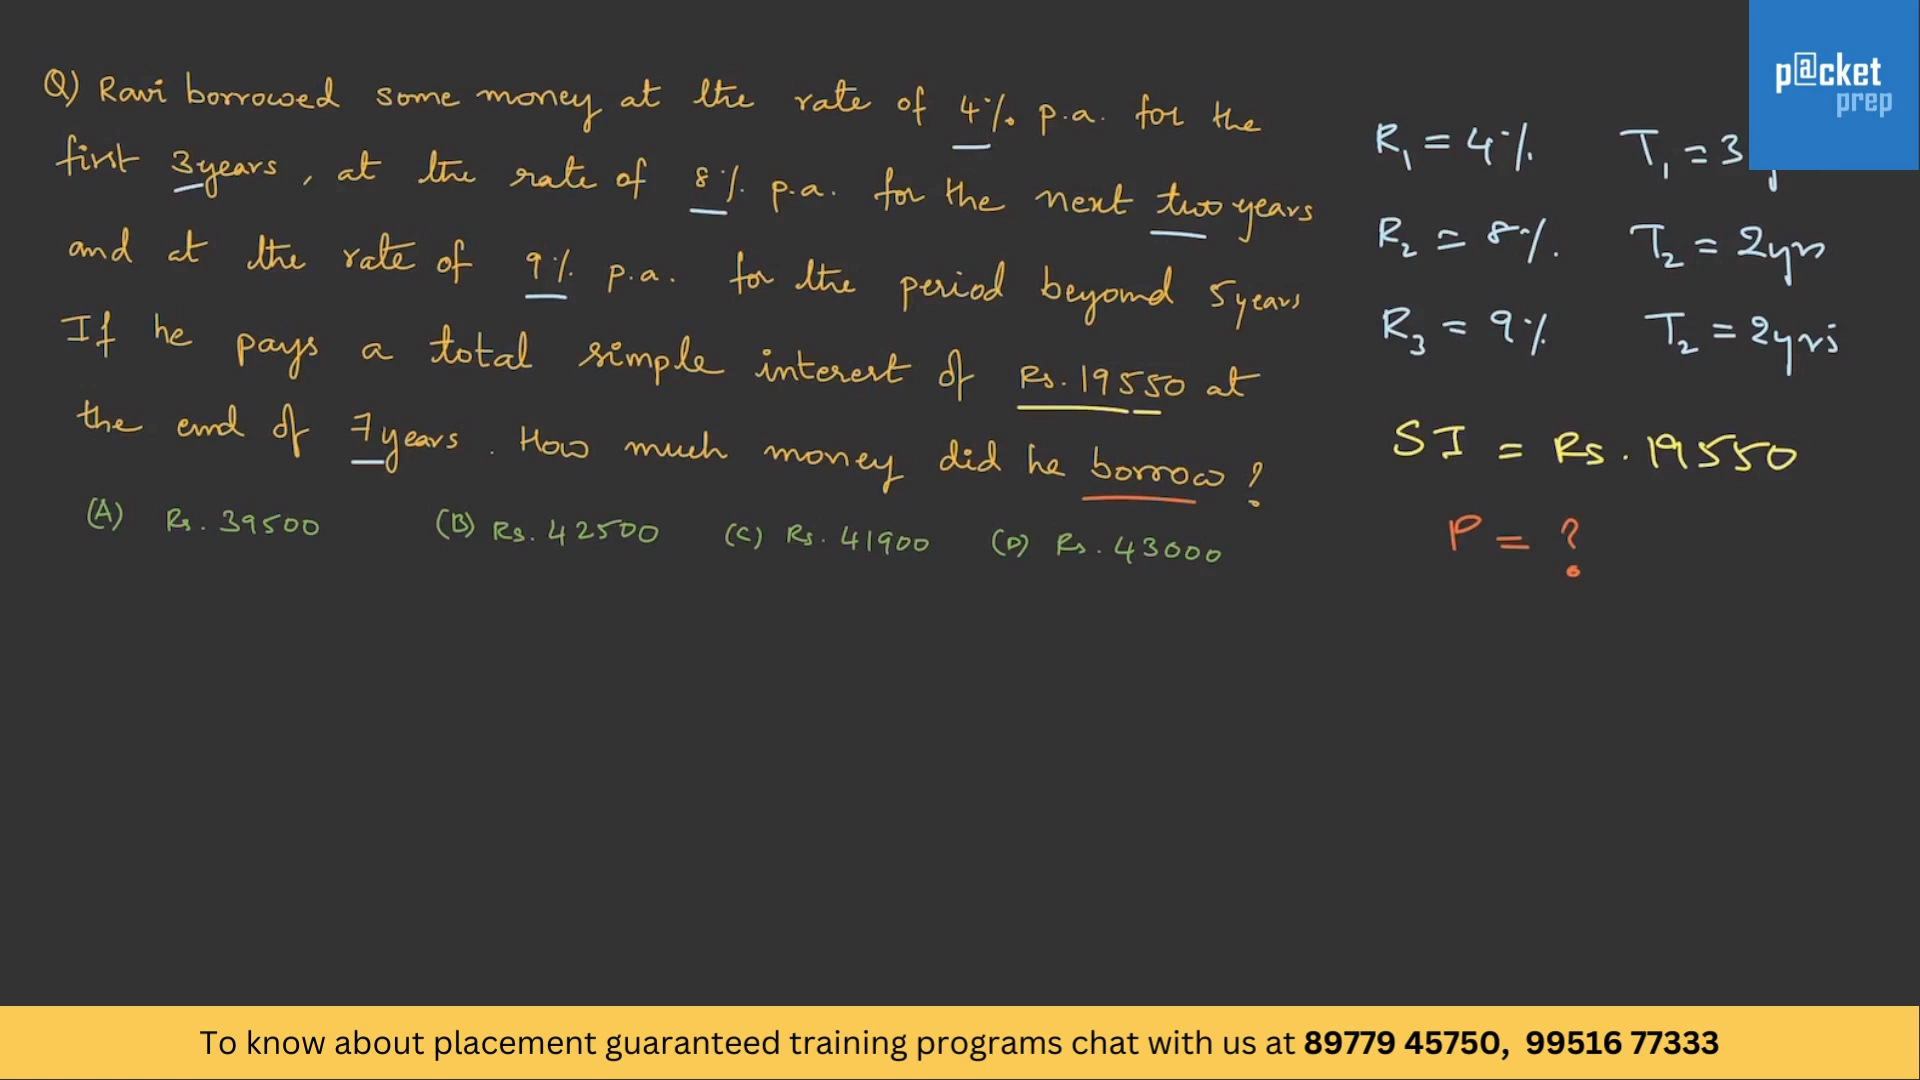 p@cket
prep
Q) Ravi borrowed some money at the rate of 4% p.a. for the
first 3years, at the rate of 8% p.a. for the next two years
and at the rate of 9% p.a. for the period beyond 5years
If he pays a total simple interest of Rs.19550 at
the end of 7years. How much money did he borrow?
(A) Rs. 39500 (B) Rs. 42500 (C) Rs. 41900 (D) Rs. 43000
R1 = 4% T1 = 3
R2 = 8%. T2 = 2yrs
R3 = 9% T2 = 2yrs
SI = Rs. 19550
P = ?
To know about placement guaranteed training programs chat with us at 89779 45750, 99516 77333